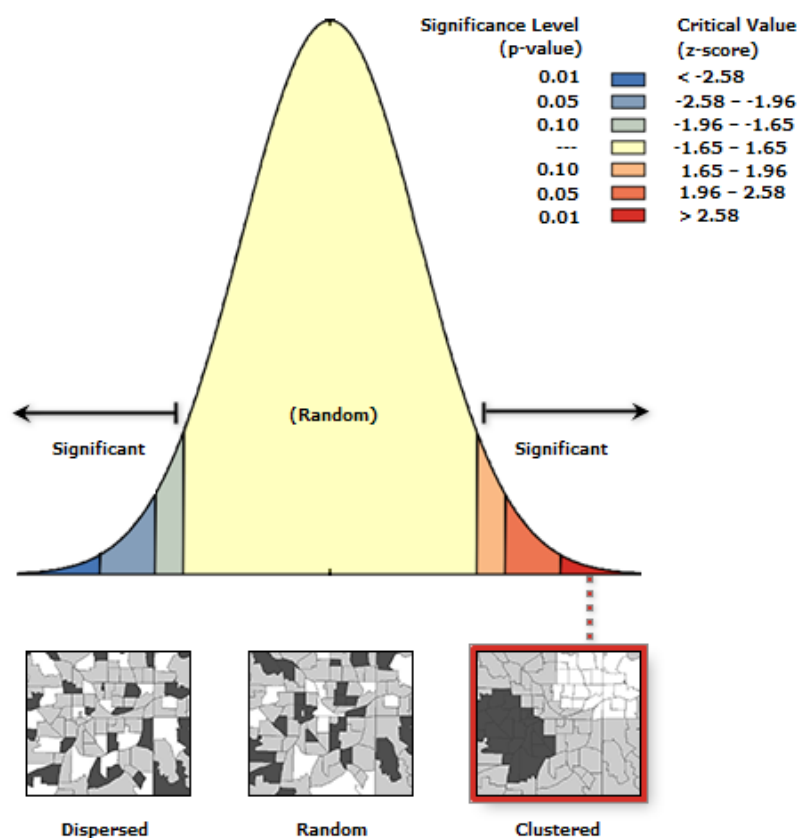 Significance Level
(p-value)
Critical Value
(z-score)
0.01 < -2.58
0.05 -2.58 – -1.96
0.10 -1.96 – -1.65
--- -1.65 – 1.65
0.10 1.65 – 1.96
0.05 1.96 – 2.58
0.01 > 2.58
(Random)
Significant
Significant
Dispersed
Random
Clustered